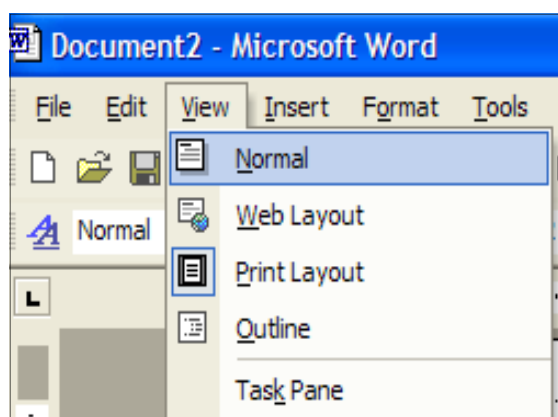 Document2 - Microsoft Word
File Edit View Insert Format Tools
Normal
Web Layout
Normal
Print Layout
Outline
Task Pane